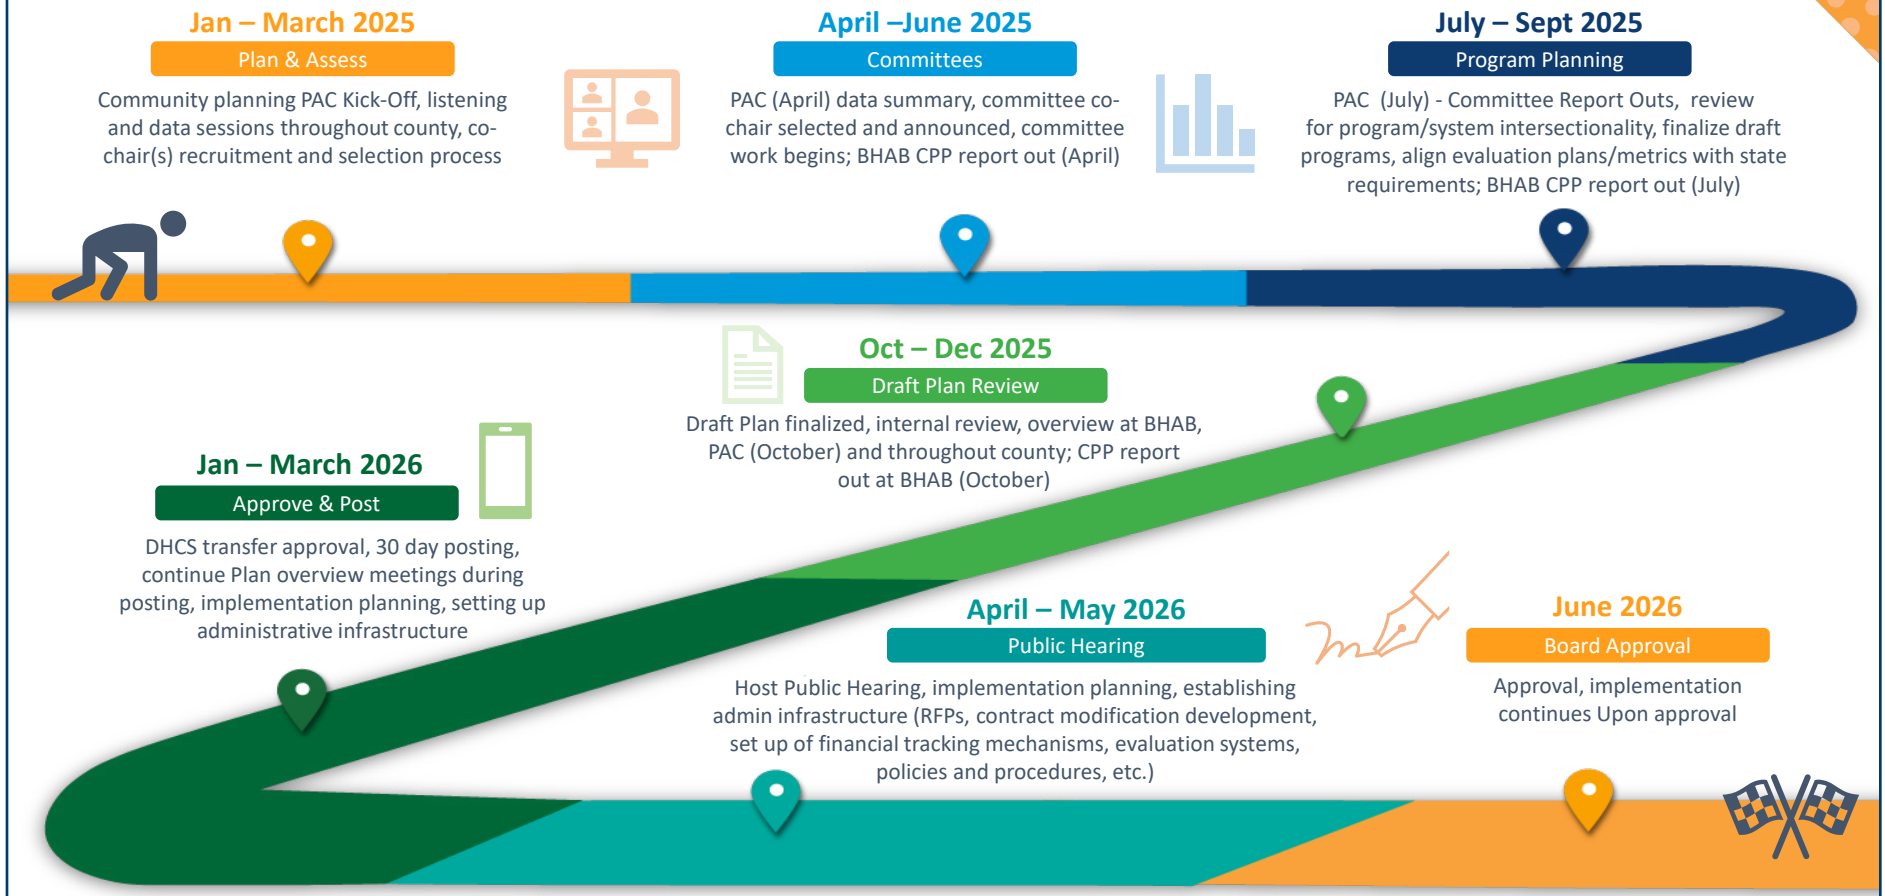 Jan – March 2025
Plan & Assess
Community planning PAC Kick-Off, listening
and data sessions throughout county, co-
chair(s) recruitment and selection process
April –June 2025
Committees
PAC (April) data summary, committee co-
chair selected and announced, committee
work begins; BHAB CPP report out (April)
July – Sept 2025
Program Planning
PAC  (July) - Committee Report Outs,  review
for program/system intersectionality, finalize draft
programs, align evaluation plans/metrics with state
requirements; BHAB CPP report out (July)
Oct – Dec 2025
Draft Plan Review
Draft Plan finalized, internal review, overview at BHAB,
PAC (October) and throughout county; CPP report
out at BHAB (October)
Jan – March 2026
Approve & Post
DHCS transfer approval, 30 day posting,
continue Plan overview meetings during
posting, implementation planning, setting up
administrative infrastructure
April – May 2026
Public Hearing
Host Public Hearing, implementation planning, establishing
admin infrastructure (RFPs, contract modification development,
set up of financial tracking mechanisms, evaluation systems,
policies and procedures, etc.)
June 2026
Board Approval
Approval, implementation
continues Upon approval